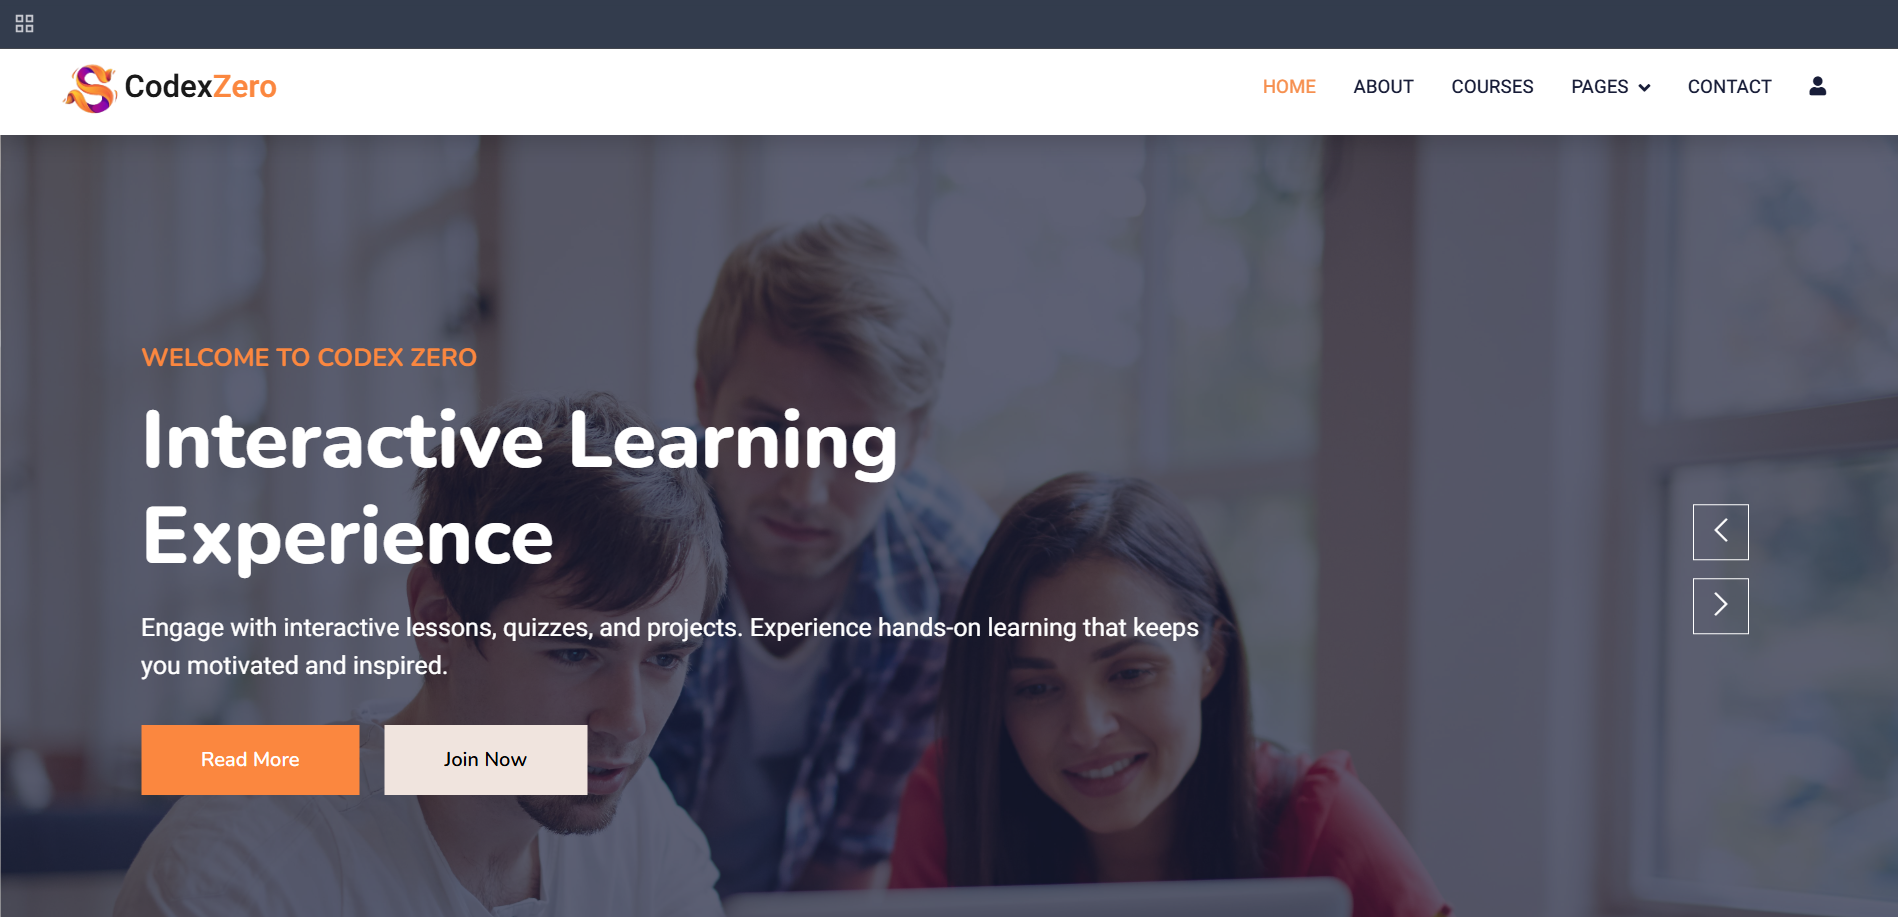 CodexZero
HOME ABOUT COURSES PAGES CONTACT
WELCOME TO CODEX ZERO
Interactive Learning
Experience
Engage with interactive lessons, quizzes, and projects. Experience hands-on learning that keeps
you motivated and inspired.
Read More Join Now